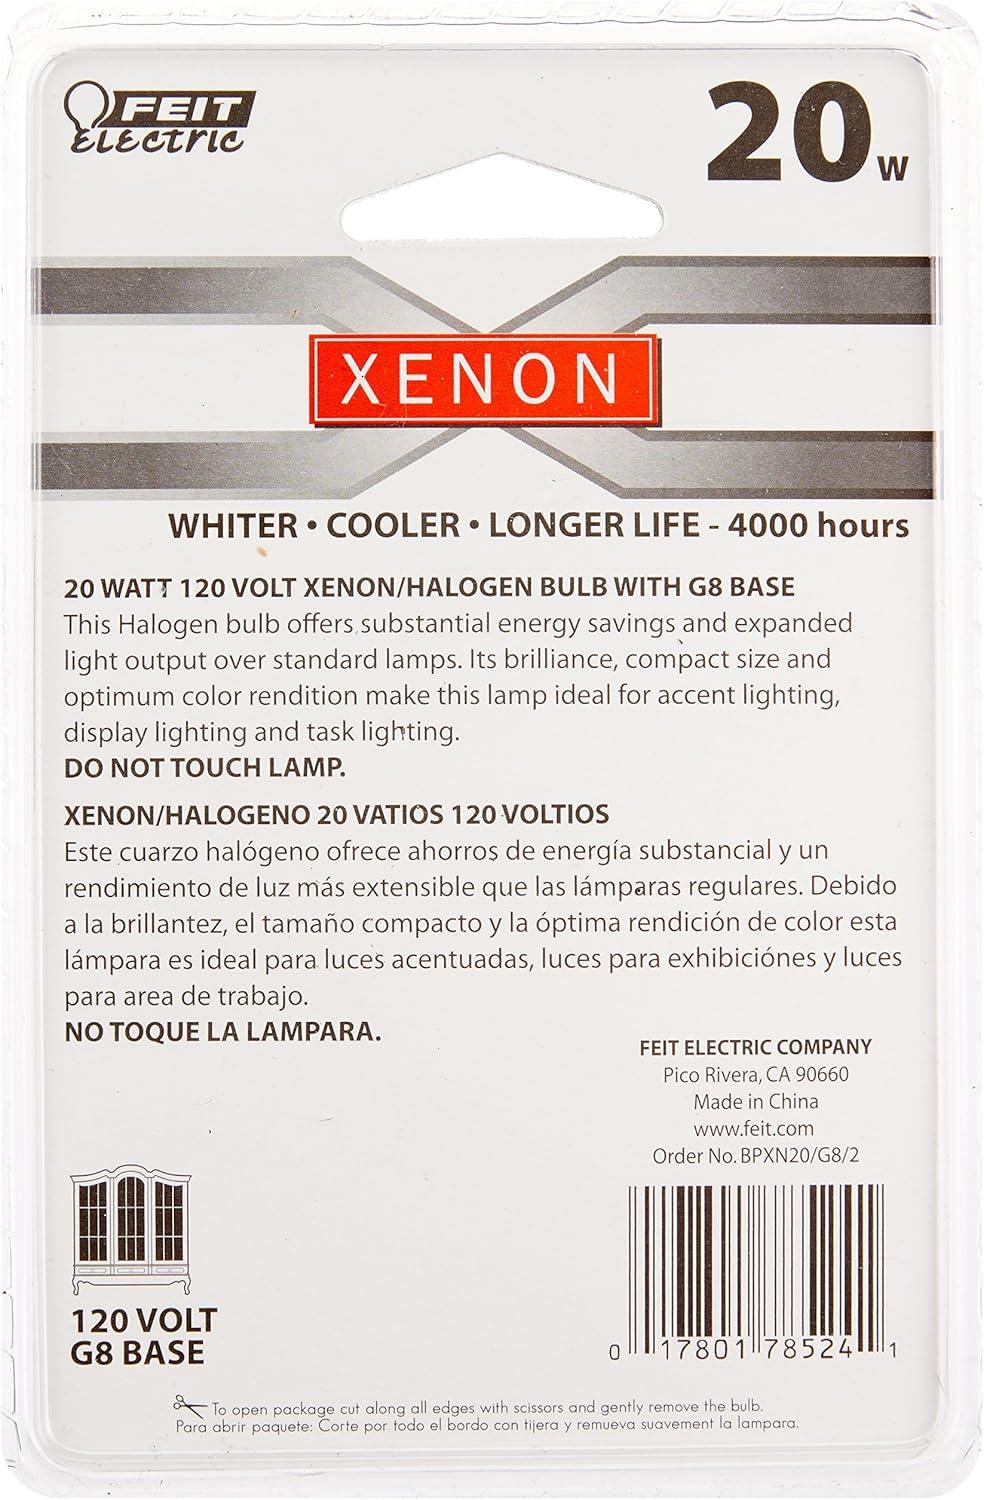 FEIT
Electric
20W
XENON
WHITER • COOLER • LONGER LIFE - 4000 hours
20 WATT 120 VOLT XENON/HALOGEN BULB WITH G8 BASE
This Halogen bulb offers substantial energy savings and expanded
light output over standard lamps. Its brilliance, compact size and
optimum color rendition make this lamp ideal for accent lighting,
display lighting and task lighting.
DO NOT TOUCH LAMP.
XENON/HALOGENO 20 VATIOS 120 VOLTIOS
Este cuarzo halógeno ofrece ahorros de energía substancial y un
rendimiento de luz más extensible que las lámparas regulares. Debido
a la brillantez, el tamaño compacto y la óptima rendición de color esta
lámpara es ideal para luces acentuadas, luces para exhibiciónes y luces
para area de trabajo.
NO TOQUE LA LAMPARA.
FEIT ELECTRIC COMPANY
Pico Rivera, CA 90660
Made in China
www.feit.com
Order No. BPXN20/G8/2
120 VOLT
G8 BASE
0 17801 78524 1
To open package cut along all edges with scissors and gently remove the bulb.
Para abrir paquete: Corte por todo el bordo con tijera y remueva suavement la lampara.